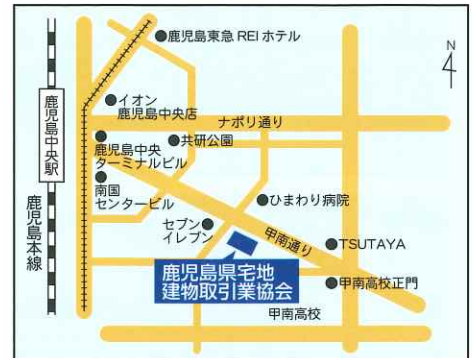 鹿児島東急 REI ホテル
N
4
イオン
鹿児島中央店
ナポリ通り
鹿児島中央駅
鹿児島中央
ターミナルビル
共研公園
南国
センタービル
ひまわり病院
鹿児島本線
セブン
イレブン
甲南通り
TSUTAYA
鹿児島県宅地
建物取引業協会
甲南高校正門
甲南高校